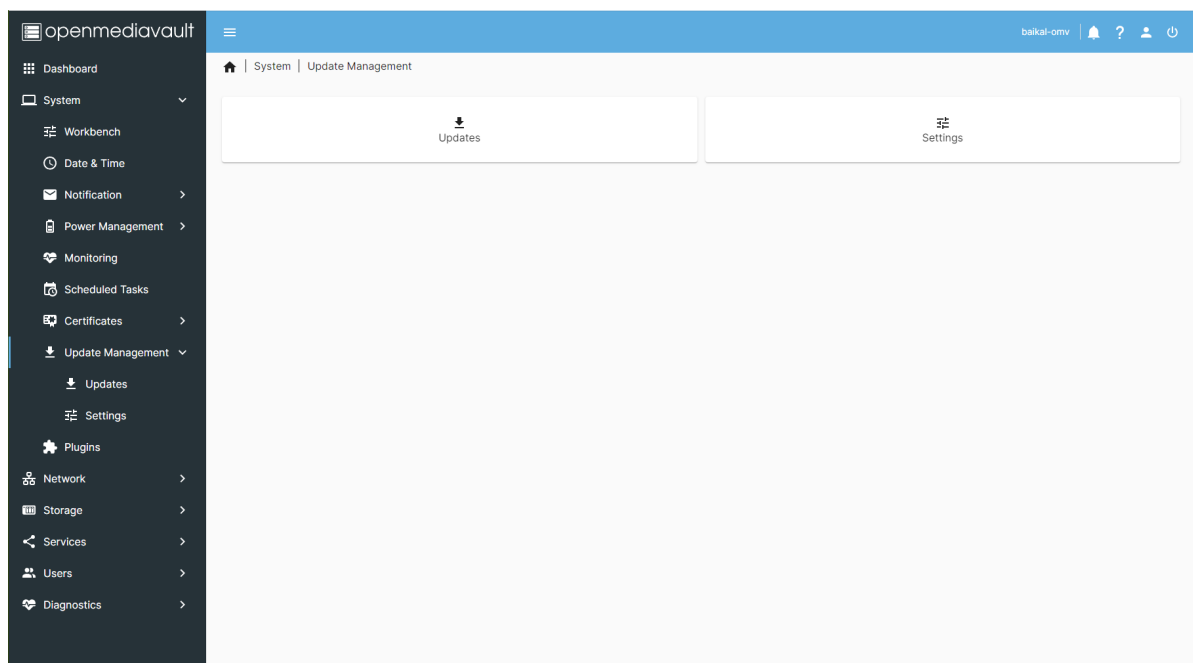 openmediavault
baikal-omv
Dashboard
System | Update Management
System
Updates
Settings
Workbench
Date & Time
Notification
Power Management
Monitoring
Scheduled Tasks
Certificates
Update Management
Updates
Settings
Plugins
Network
Storage
Services
Users
Diagnostics